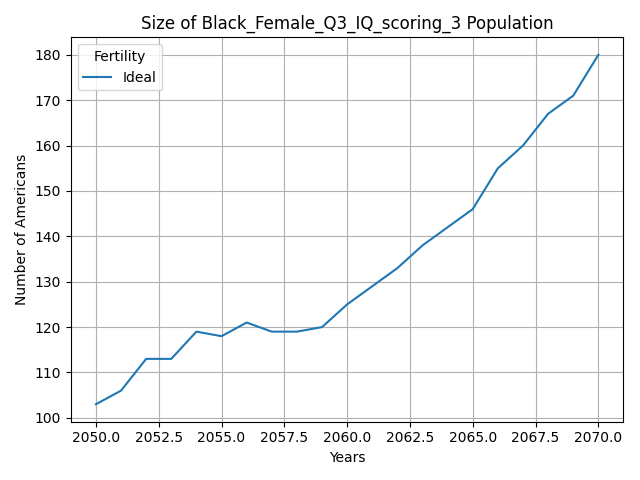 Size of Black_Female_Q3_IQ_scoring_3 Population
Fertility
Ideal
180
170
160
150
140
130
120
110
100
Number of Americans
2050.0 2052.5 2055.0 2057.5 2060.0 2062.5 2065.0 2067.5 2070.0
Years